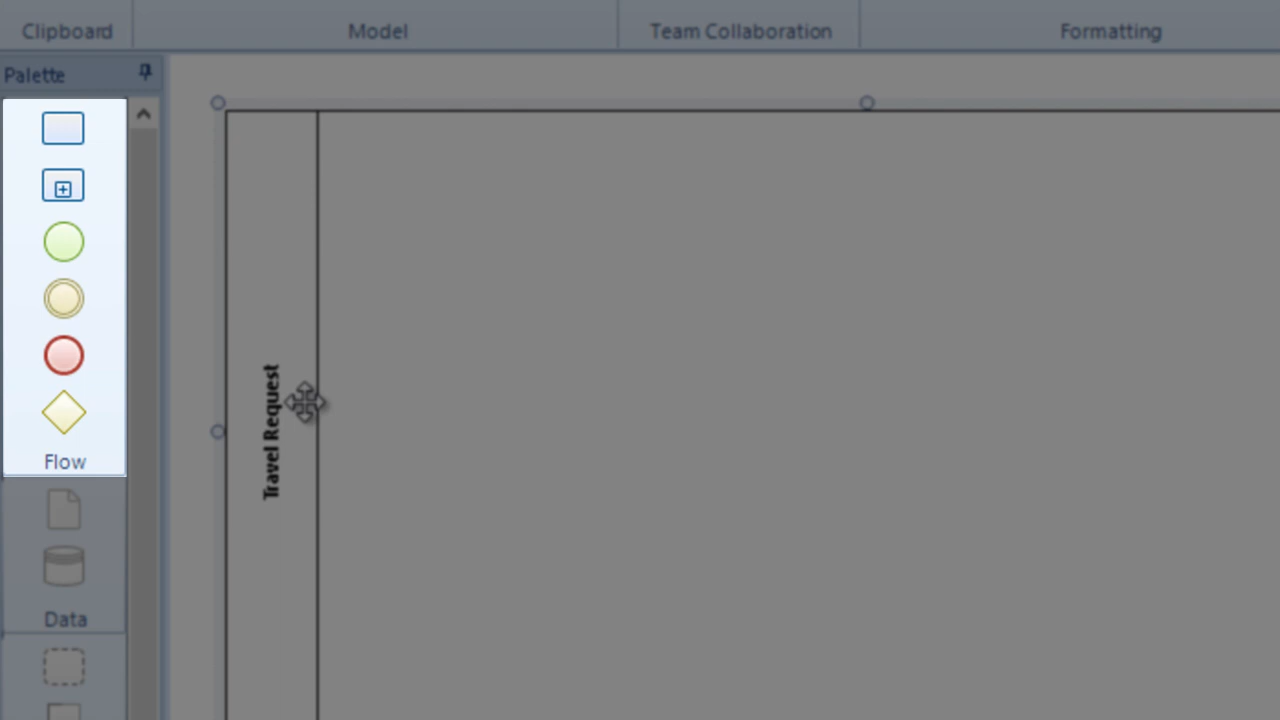 Clipboard
Model
Team Collaboration
Formatting
Palette
Flow
Data
Travel Request